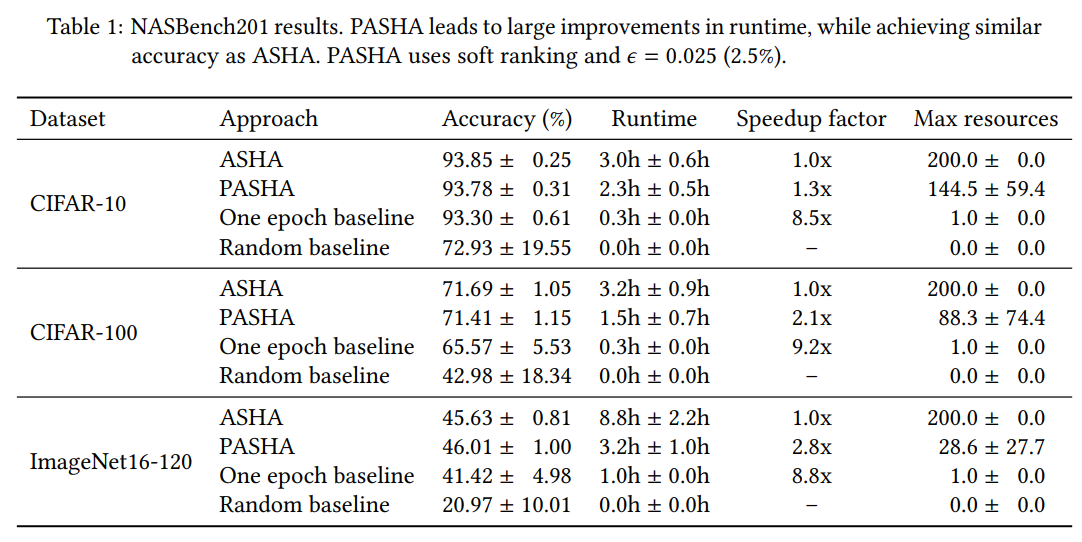 Table 1: NASBench201 results. PASHA leads to large improvements in runtime, while achieving similar
accuracy as ASHA. PASHA uses soft ranking and ϵ = 0.025 (2.5%).
Dataset Approach Accuracy (%) Runtime Speedup factor Max resources
CIFAR-10
ASHA 93.85 ± 0.25 3.0h ± 0.6h 1.0x 200.0 ± 0.0
PASHA 93.78 ± 0.31 2.3h ± 0.5h 1.3x 144.5 ± 59.4
One epoch baseline 93.30 ± 0.61 0.3h ± 0.0h 8.5x 1.0 ± 0.0
Random baseline 72.93 ± 19.55 0.0h ± 0.0h – 0.0 ± 0.0
CIFAR-100
ASHA 71.69 ± 1.05 3.2h ± 0.9h 1.0x 200.0 ± 0.0
PASHA 71.41 ± 1.15 1.5h ± 0.7h 2.1x 88.3 ± 74.4
One epoch baseline 65.57 ± 5.53 0.3h ± 0.0h 9.2x 1.0 ± 0.0
Random baseline 42.98 ± 18.34 0.0h ± 0.0h – 0.0 ± 0.0
ImageNet16-120
ASHA 45.63 ± 0.81 8.8h ± 2.2h 1.0x 200.0 ± 0.0
PASHA 46.01 ± 1.00 3.2h ± 1.0h 2.8x 28.6 ± 27.7
One epoch baseline 41.42 ± 4.98 1.0h ± 0.0h 8.8x 1.0 ± 0.0
Random baseline 20.97 ± 10.01 0.0h ± 0.0h – 0.0 ± 0.0